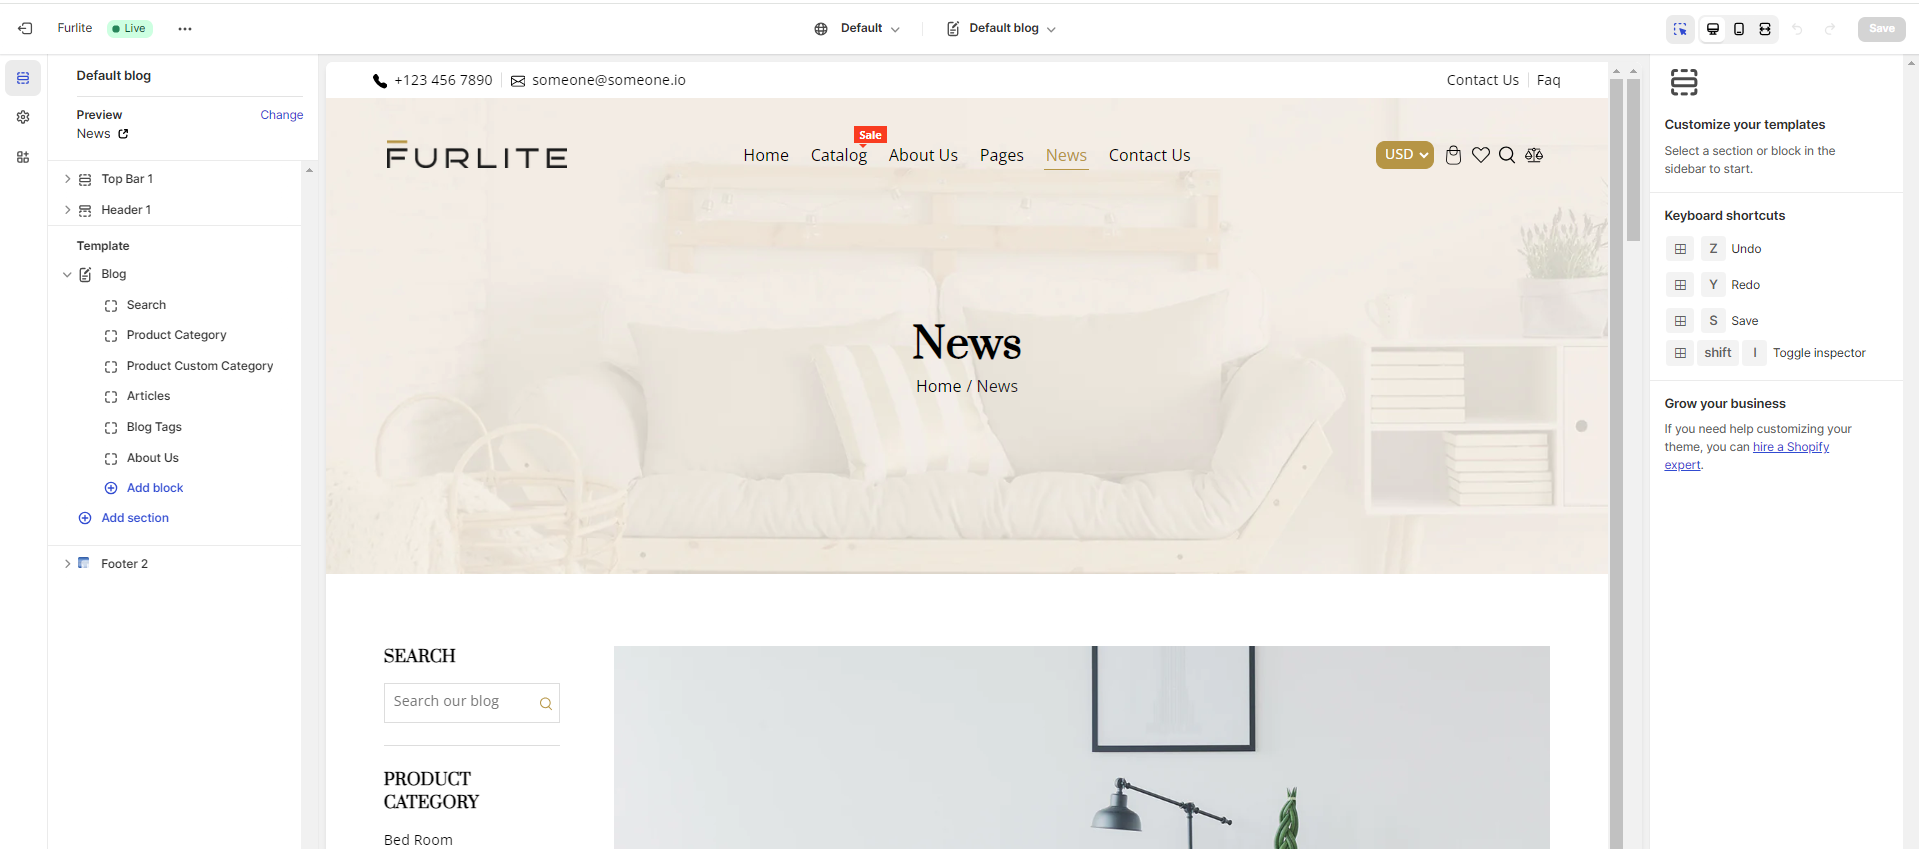 Furlite
Live
Default
Default blog
Save
Default blog
Preview
Change
News
Top Bar 1
Header 1
Template
Blog
Search
Product Category
Product Custom Category
Articles
Blog Tags
About Us
Add block
Add section
Footer 2
+123 456 7890
someone@someone.io
Contact Us
Faq
FURLITE
Sale
Home
Catalog
About Us
Pages
News
Contact Us
USD
News
Home / News
SEARCH
Search our blog
PRODUCT
CATEGORY
Bed Room
Customize your templates
Select a section or block in the
sidebar to start.
Keyboard shortcuts
Z Undo
Y Redo
S Save
shift I Toggle inspector
Grow your business
If you need help customizing your
theme, you can hire a Shopify
expert.